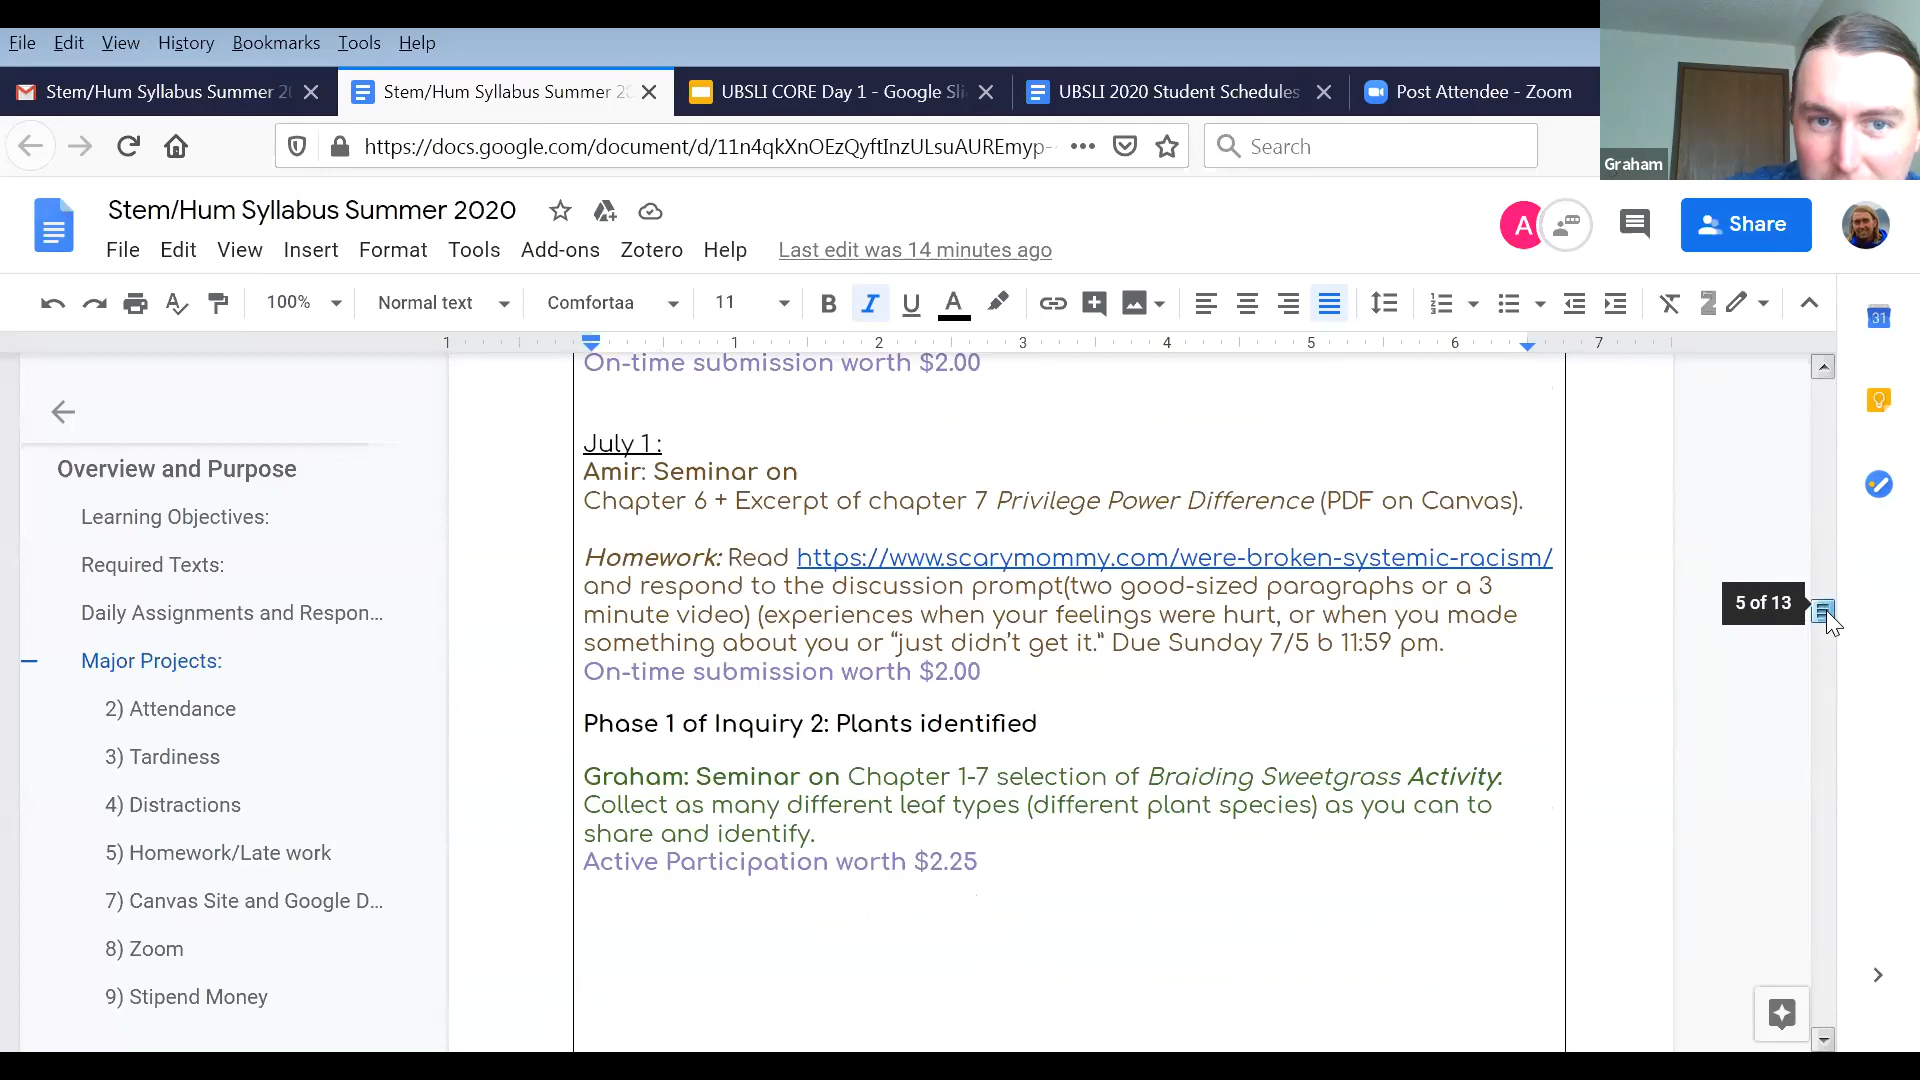 File Edit View History Bookmarks Tools Help
Stem/Hum Syllabus Summer 20
Stem/Hum Syllabus Summer 20
UBSLI CORE Day 1 - Google Sli
UBSLI 2020 Student Schedules
Post Attendee - Zoom
https://docs.google.com/document/d/11n4qkXnOEzQyftInzULsuAUREmyp-
Search
Graham
Stem/Hum Syllabus Summer 2020
A
Share
File Edit View Insert Format Tools Add-ons Zotero Help Last edit was 14 minutes ago
100% Normal text Comfortaa 11 B I U A Z
31
1 1 2 3 4 5 6 7
Overview and Purpose
Learning Objectives:
Required Texts:
Daily Assignments and Respon...
Major Projects:
2) Attendance
3) Tardiness
4) Distractions
5) Homework/Late work
7) Canvas Site and Google D...
8) Zoom
9) Stipend Money
On-time submission worth $2.00
July 1 :
Amir: Seminar on
Chapter 6 + Excerpt of chapter 7 Privilege Power Difference (PDF on Canvas).
Homework: Read https://www.scarymommy.com/were-broken-systemic-racism/
and respond to the discussion prompt(two good-sized paragraphs or a 3
minute video) (experiences when your feelings were hurt, or when you made
something about you or “just didn’t get it.” Due Sunday 7/5 b 11:59 pm.
On-time submission worth $2.00
Phase 1 of Inquiry 2: Plants identified
Graham: Seminar on Chapter 1-7 selection of Braiding Sweetgrass Activity:
Collect as many different leaf types (different plant species) as you can to
share and identify.
Active Participation worth $2.25
5 of 13